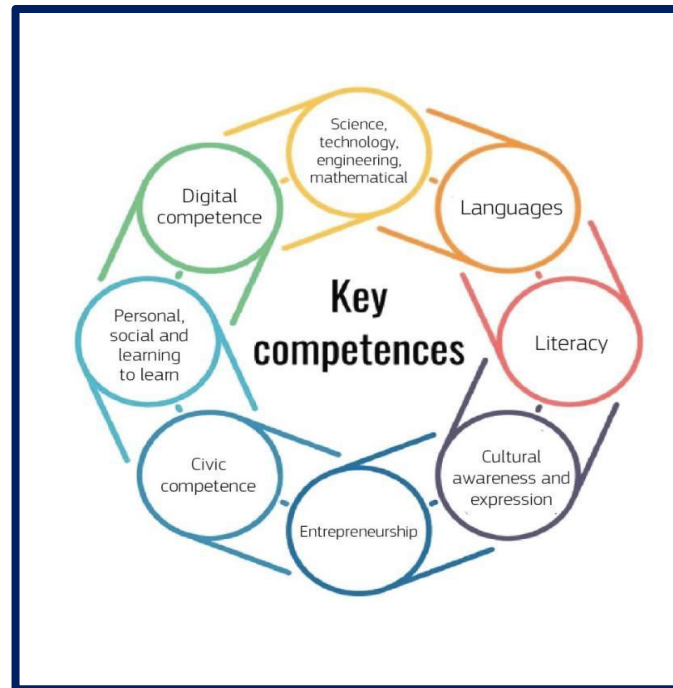 Science,
technology,
engineering,
mathematical
Languages
Literacy
Cultural
awareness and
expression
Entrepreneurship
Civic
competence
Personal,
social and
learning
to learn
Digital
competence
Key
competences